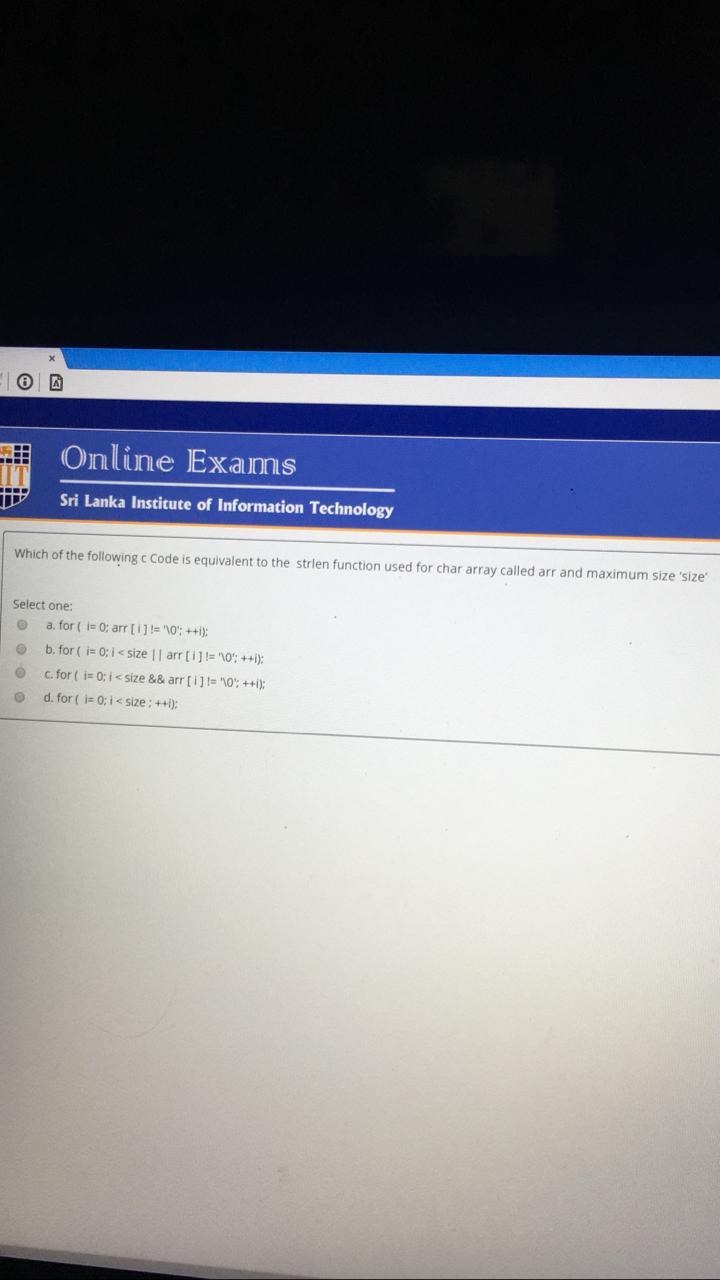 x
Online Exams
Sri Lanka Institute of Information Technology
Which of the following c Code is equivalent to the strlen function used for char array called arr and maximum size 'size'
Select one:
a. for ( i= 0; arr [ i ] != '\0'; ++i);
b. for ( i= 0; i < size || arr [ i ] != '\0'; ++i);
c. for ( i= 0; i < size && arr [ i ] != '\0'; ++i);
d. for ( i= 0; i < size ; ++i);